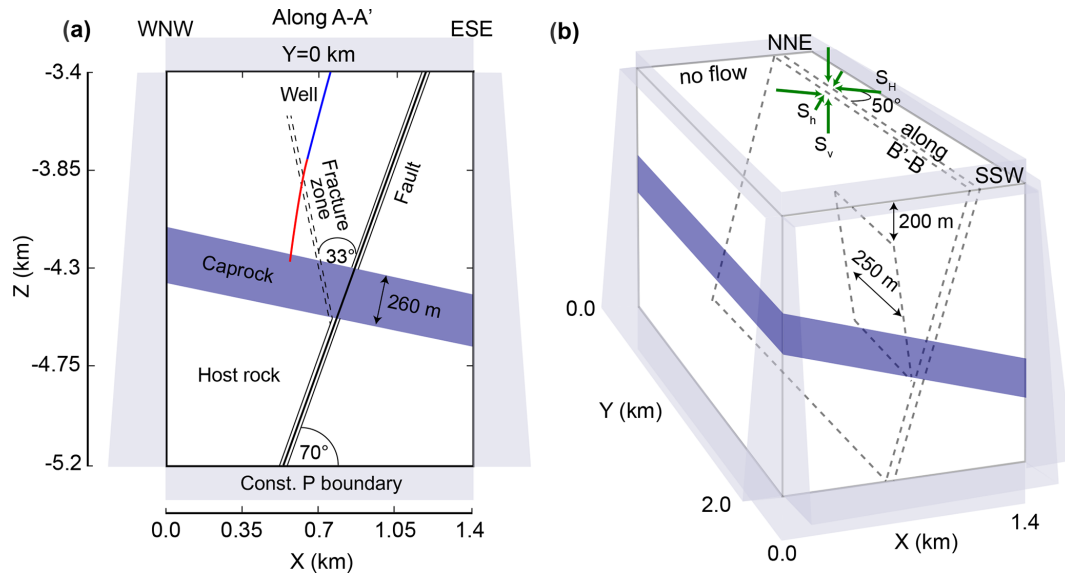 Along A-A’
(a)
WNW
ESE
Y=0 km
-3.4
-3.85
-4.3
-4.75
-5.2
Z (km)
Well
Fracture
zone
Fault
33°
Caprock
260 m
Host rock
70°
Const. P boundary
0.0
0.35
0.7
1.05
1.4
X (km)
(b)
NNE
no flow
SH
50°
Sh
Sv
along
B’-B
SSW
200 m
250 m
0.0
Y (km)
2.0
0.0
X (km)
1.4